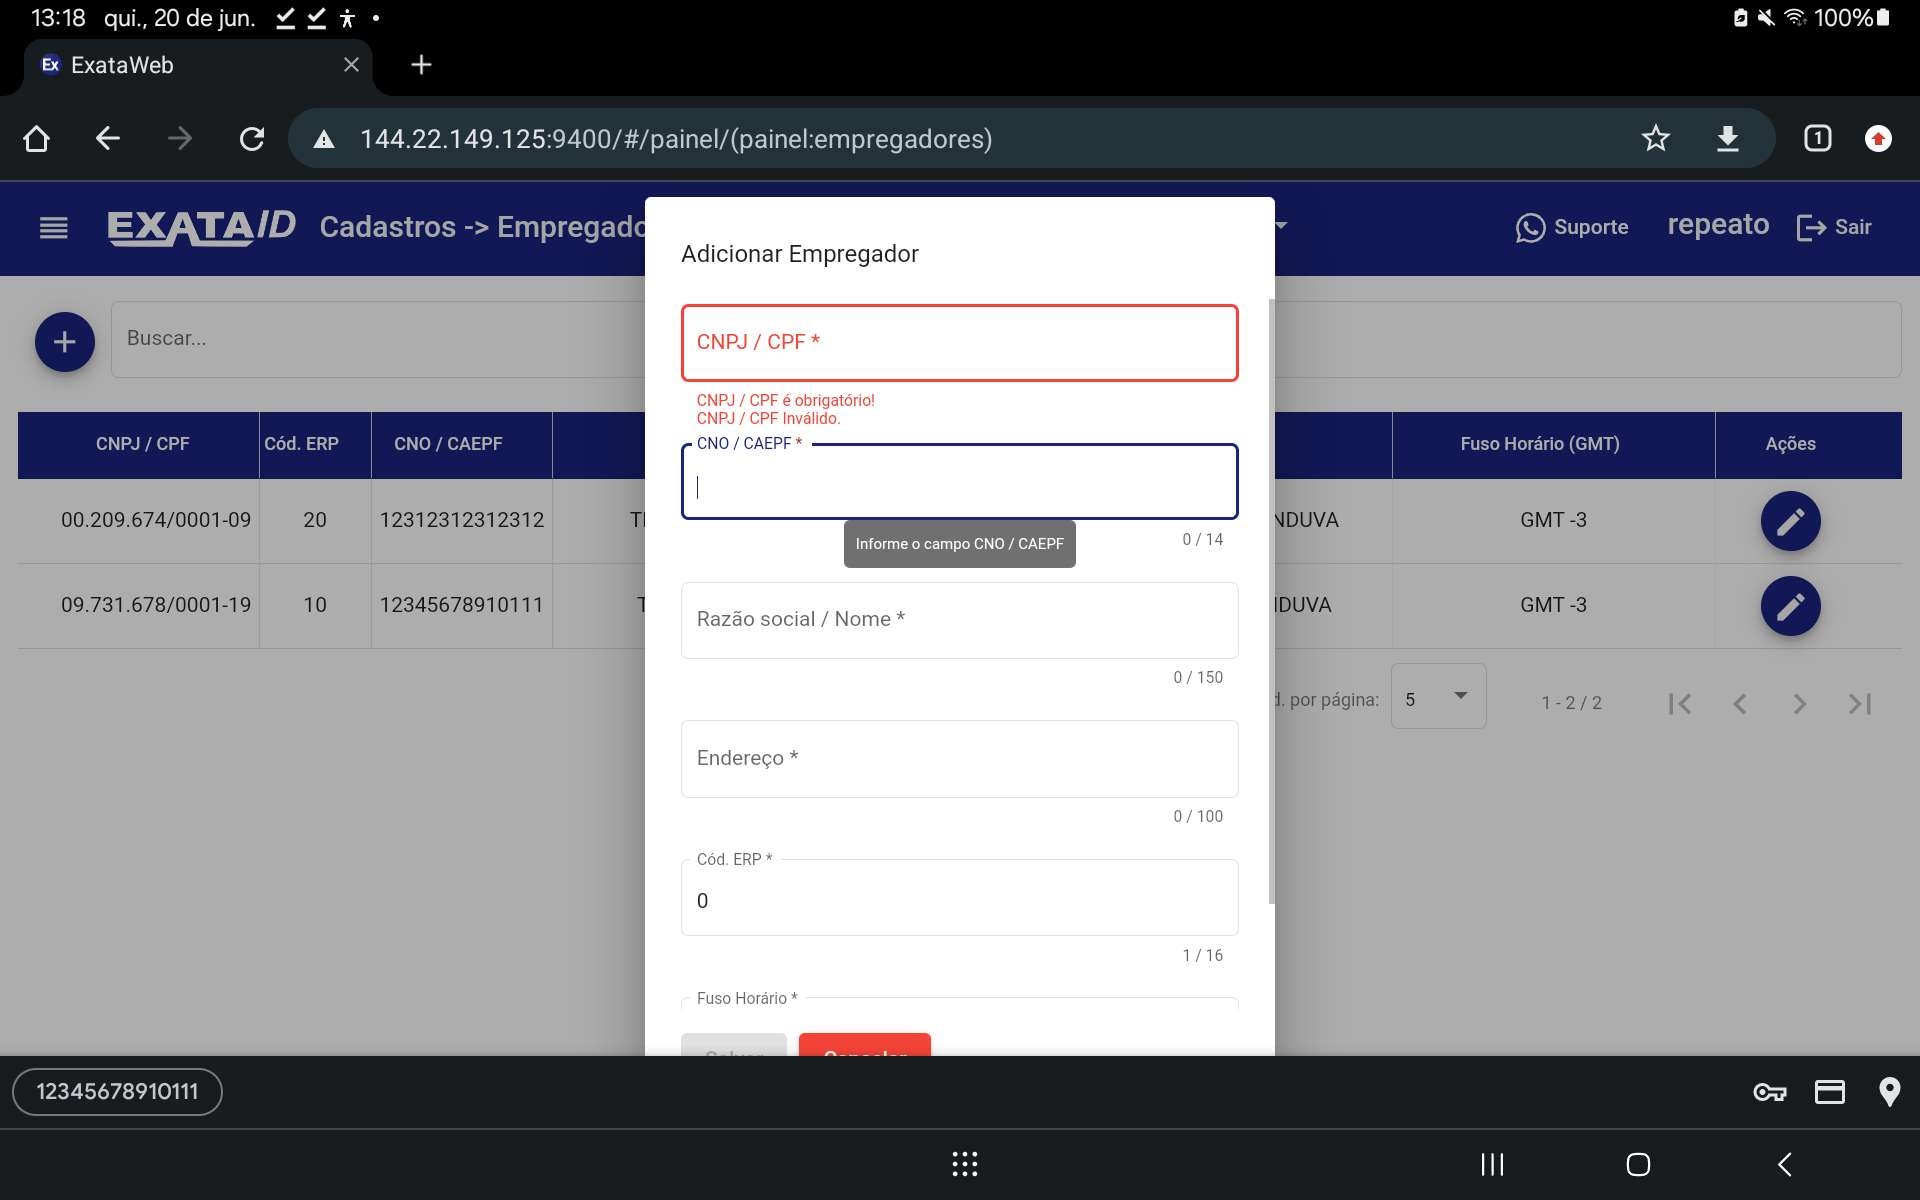 13:18 qui., 20 de jun.
100%
Ex ExataWeb
144.22.149.125:9400/#/painel/(painel:empregadores)
1
EXATAID Cadastros -> Empregado
Suporte
repeato
Sair
Adicionar Empregador
Buscar...
CNPJ / CPF *
CNPJ / CPF é obrigatório!
CNPJ / CPF Inválido.
CNO / CAEPF *
Informe o campo CNO / CAEPF
0 / 14
Razão social / Nome *
0 / 150
Endereço *
0 / 100
Cód. ERP *
0
1 / 16
Fuso Horário *
Salvar
Cancelar
CNPJ / CPF Cód. ERP CNO / CAEPF Fuso Horário (GMT) Ações
00.209.674/0001-09 20 12312312312312 NDUVA GMT -3
09.731.678/0001-19 10 12345678910111 T NDUVA GMT -3
. por página: 5 1 - 2 / 2
12345678910111